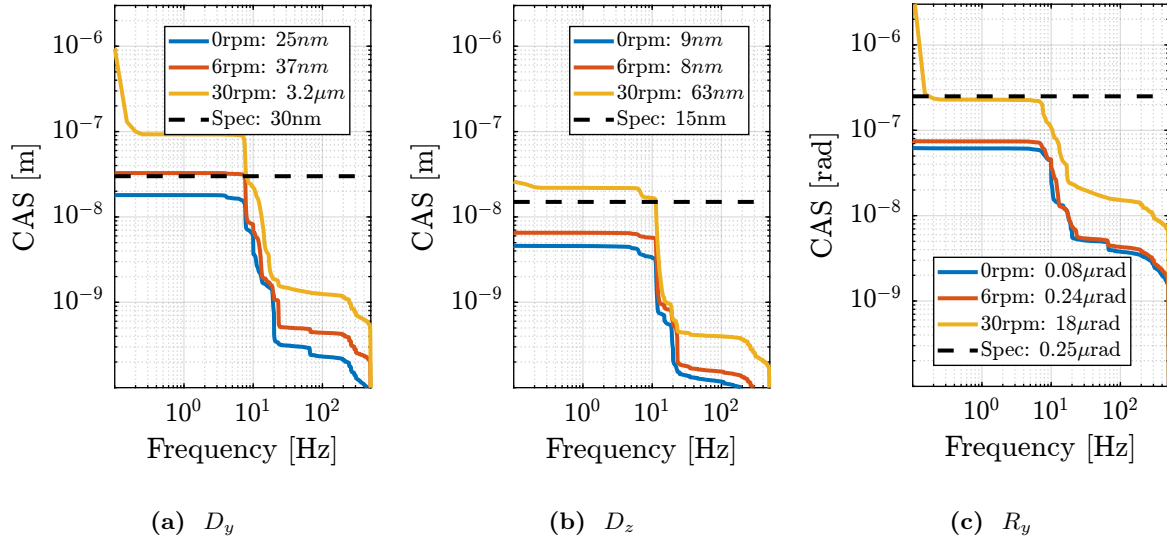 10^{-6}
10^{-7}
10^{-8}
10^{-9}
CAS [m]
0rpm: 25nm
6rpm: 37nm
30rpm: 3.2μm
Spec: 30nm
10^{0}
10^{1}
10^{2}
Frequency [Hz]
(a) D_y
10^{-6}
10^{-7}
10^{-8}
10^{-9}
CAS [m]
0rpm: 9nm
6rpm: 8nm
30rpm: 63nm
Spec: 15nm
10^{0}
10^{1}
10^{2}
Frequency [Hz]
(b) D_z
10^{-6}
10^{-7}
10^{-8}
10^{-9}
CAS [rad]
0rpm: 0.08μrad
6rpm: 0.24μrad
30rpm: 18μrad
Spec: 0.25μrad
10^{0}
10^{1}
10^{2}
Frequency [Hz]
(c) R_y